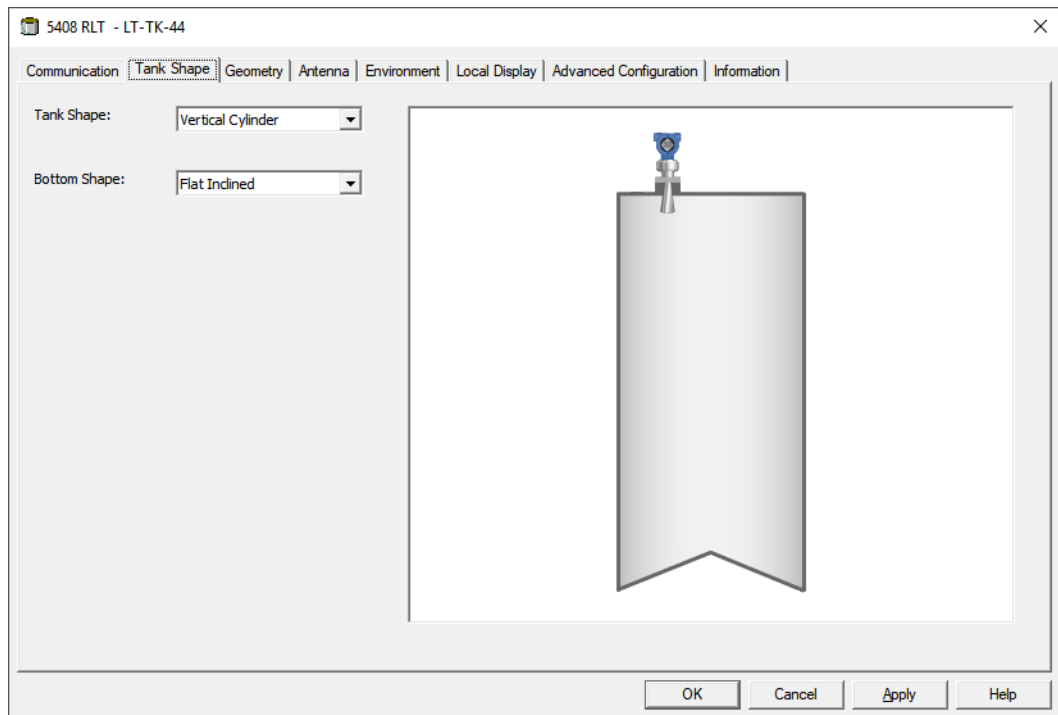 5408 RLT - LT-TK-44
Communication Tank Shape Geometry Antenna Environment Local Display Advanced Configuration Information
Tank Shape: Vertical Cylinder
Bottom Shape: Flat Inclined
OK Cancel Apply Help